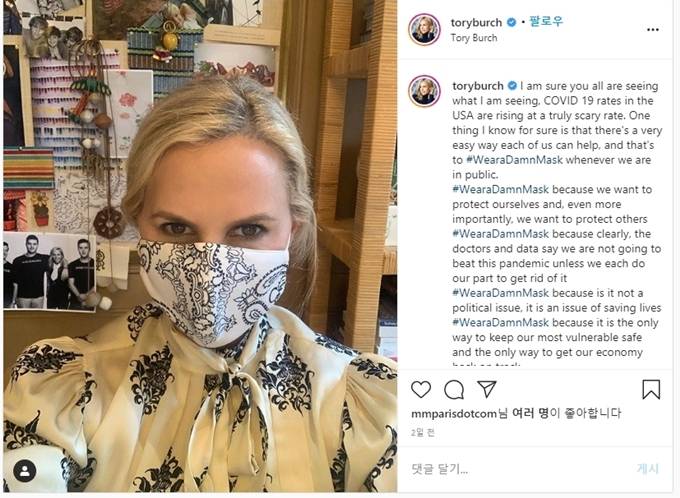 toryburch • 팔로우
Tory Burch
toryburch I am sure you all are seeing
what I am seeing, COVID 19 rates in the
USA are rising at a truly scary rate. One
thing I know for sure is that there's a very
easy way each of us can help, and that's
to #WearaDamnMask whenever we are
in public.
#WearaDamnMask because we want to
protect ourselves and, even more
importantly, we want to protect others
#WearaDamnMask because clearly, the
doctors and data say we are not going to
beat this pandemic unless we each do
our part to get rid of it
#WearaDamnMask because is it not a
political issue, it is an issue of saving lives
#WearaDamnMask because it is the only
way to keep our most vulnerable safe
and the only way to get our economy
back on track
mmparisdotcom님 여러 명이 좋아합니다
2일 전
댓글 달기...
게시